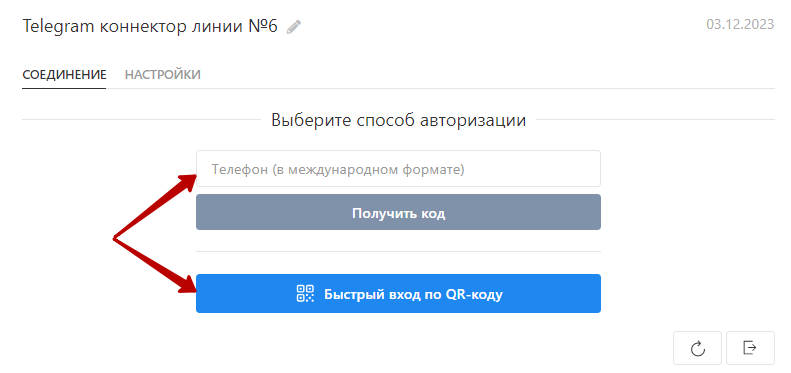 Telegram коннектор линии №6
03.12.2023
СОЕДИНЕНИЕ НАСТРОЙКИ
Выберите способ авторизации
Телефон (в международном формате)
Получить код
Быстрый вход по QR-коду